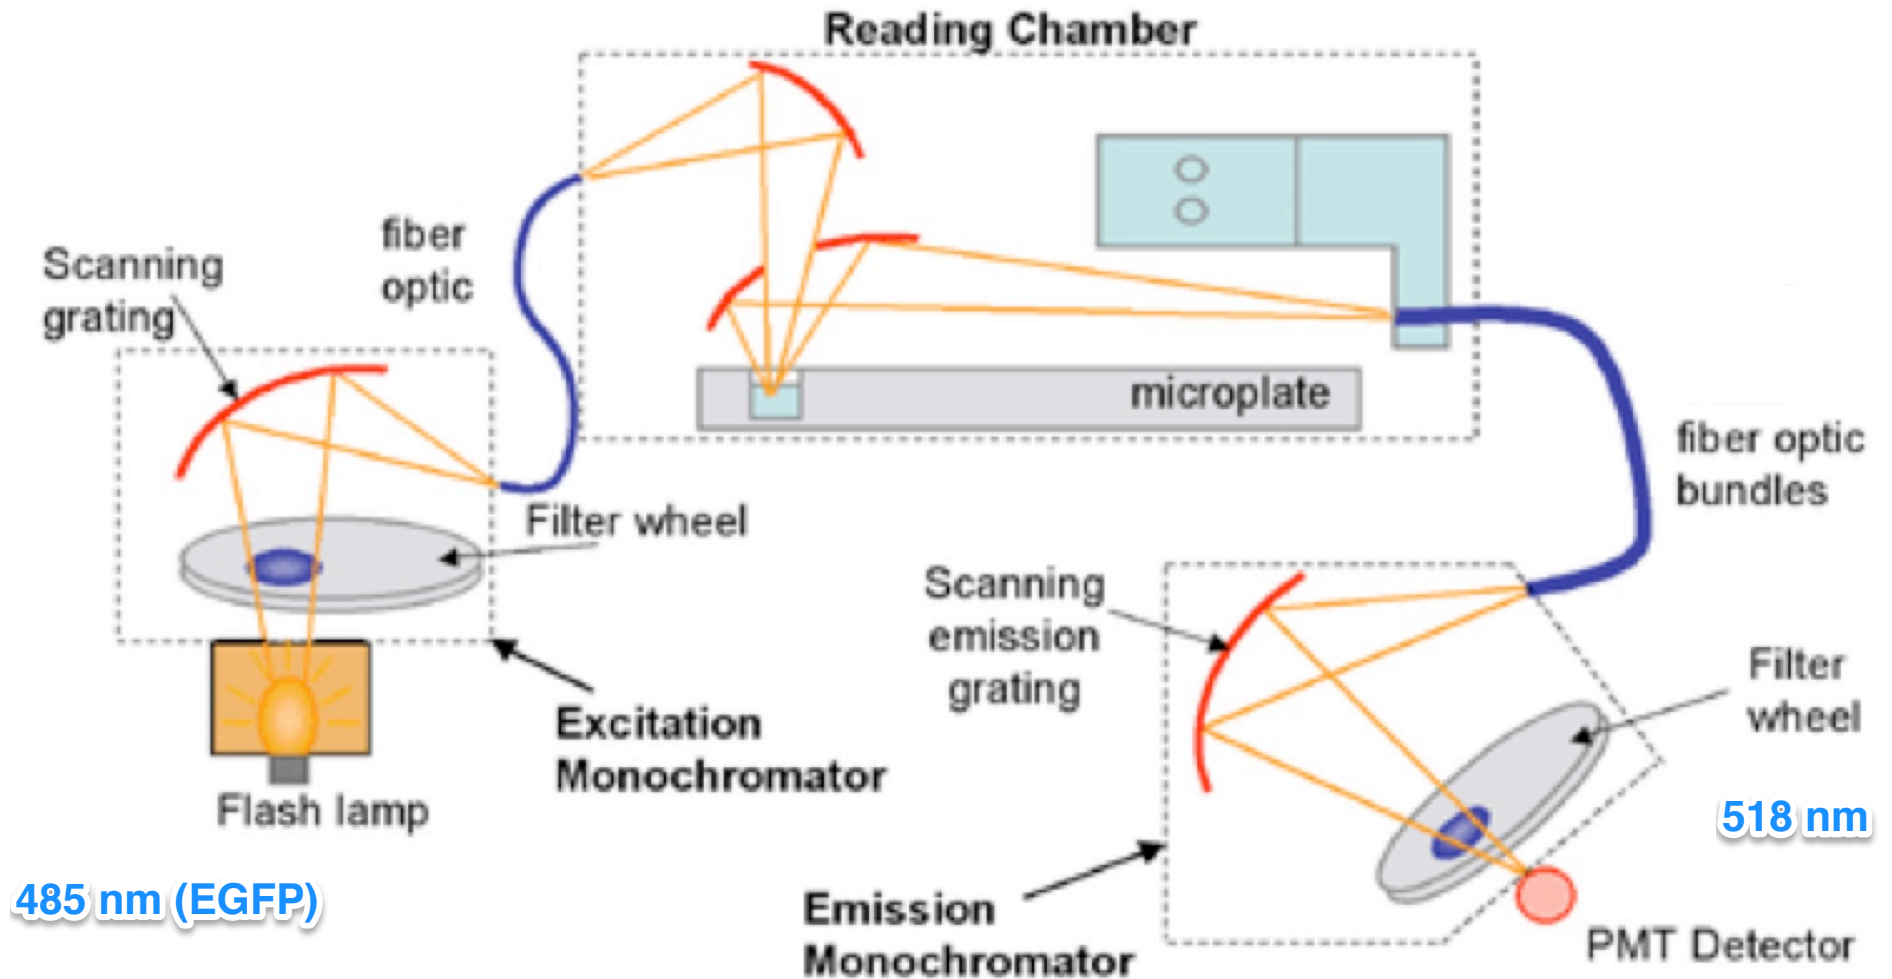 Reading Chamber
fiber
optic
Scanning
grating
microplate
fiber optic
bundles
Filter wheel
Scanning
emission
grating
Filter
wheel
Excitation
Monochromator
Flash lamp
518 nm
485 nm (EGFP)
Emission
Monochromator
PMT Detector